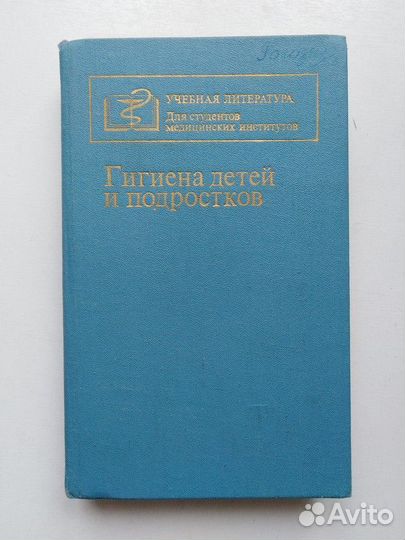 УЧЕБНАЯ ЛИТЕРАТУРА
Для студентов
медицинских институтов
Гигиена детей
и подростков
Avito